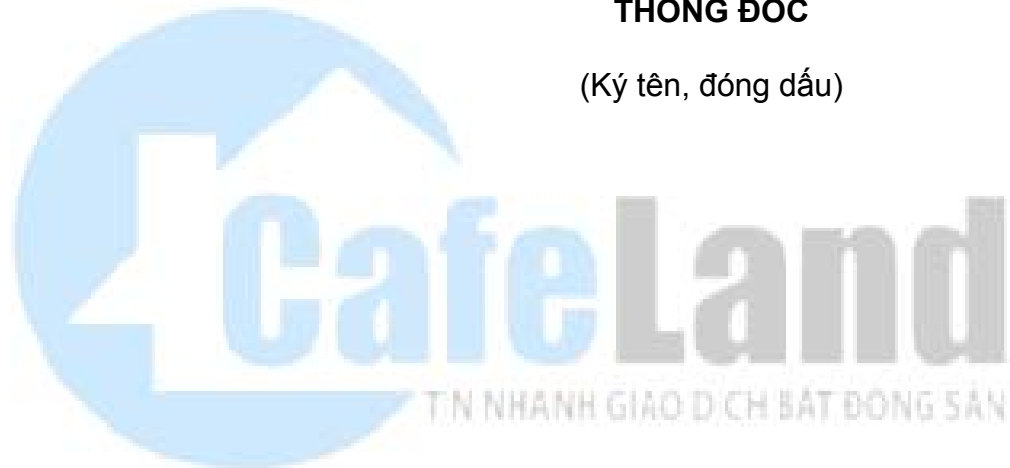 THỐNG ĐỐC
(Ký tên, đóng dấu)
CafeLand
TIN NHANH GIAO DỊCH BẤT ĐỘNG SẢN